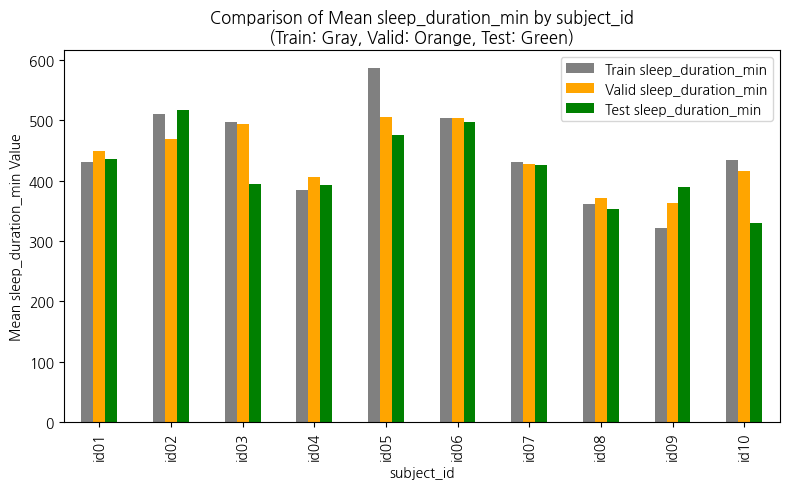 Comparison of Mean sleep_duration_min by subject_id
(Train: Gray, Valid: Orange, Test: Green)
Train sleep_duration_min
Valid sleep_duration_min
Test sleep_duration_min
Mean sleep_duration_min Value
600
500
400
300
200
100
0
id01 id02 id03 id04 id05 id06 id07 id08 id09 id10
subject_id